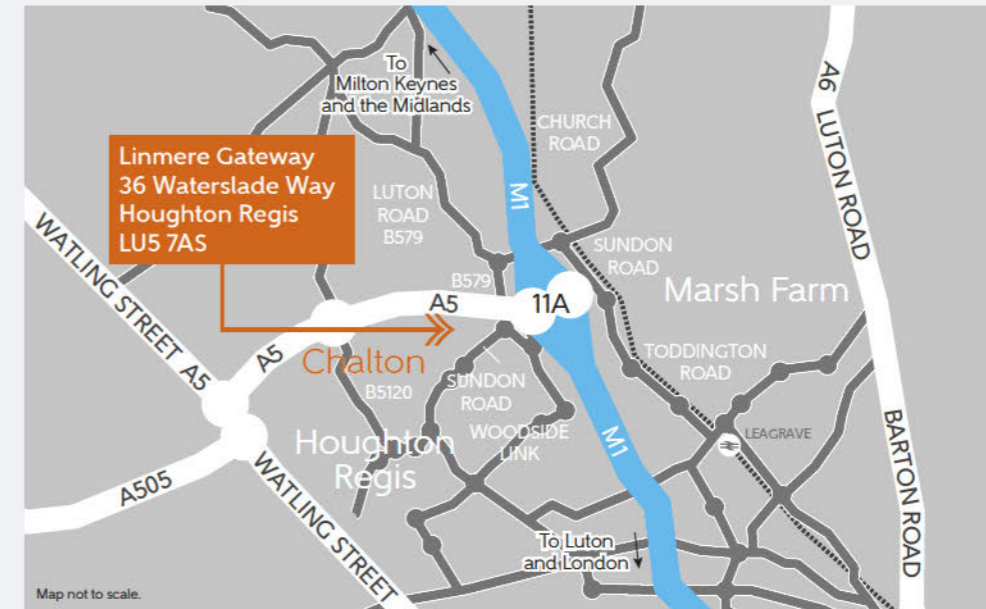 To
Milton Keynes
and the Midlands
CHURCH
ROAD
A6 LUTON ROAD
Linmere Gateway
36 Waterslade Way
Houghton Regis
LU5 7AS
LUTON
ROAD
B579
M1
WATLING STREET A5
SUNDON
ROAD
B579
Marsh Farm
A5
11A
A5
Chalton
TODDINGTON
ROAD
B5120
SUNDON
ROAD
WOODSIDE
LINK
M1
LEAGRAVE
BARTON ROAD
Houghton
Regis
A505
WATLING STREET
To Luton
and London
Map not to scale.